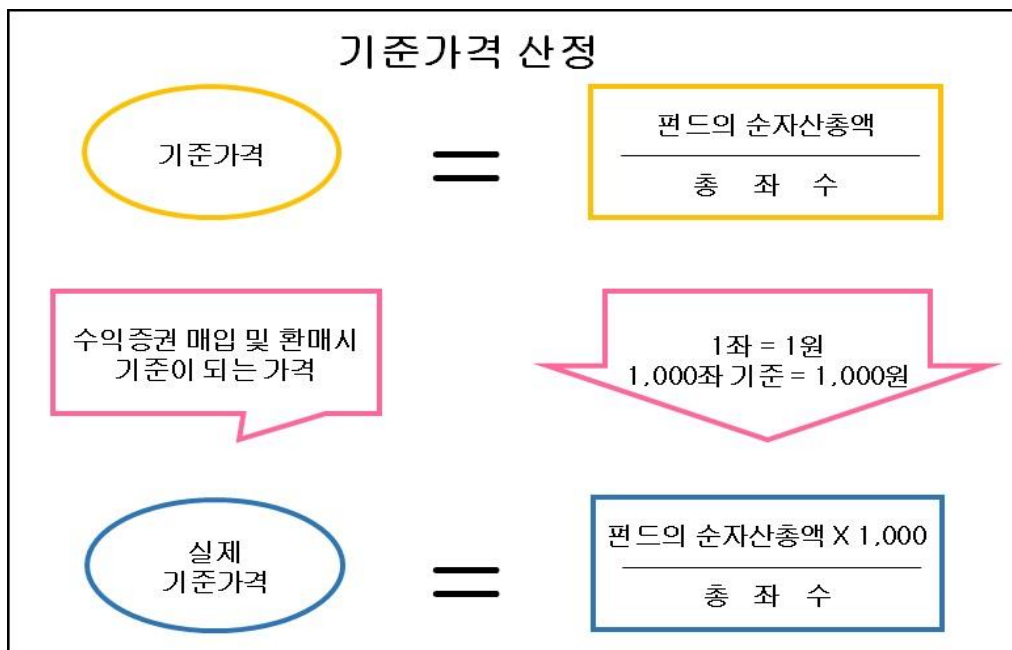 기준가격 산정
기준가격
펀드의 순자산총액
총 좌 수
수익증권 매입 및 환매시
기준이 되는 가격
1좌 = 1원
1,000좌 기준 = 1,000원
실제
기준가격
펀드의 순자산총액 X 1,000
총 좌 수